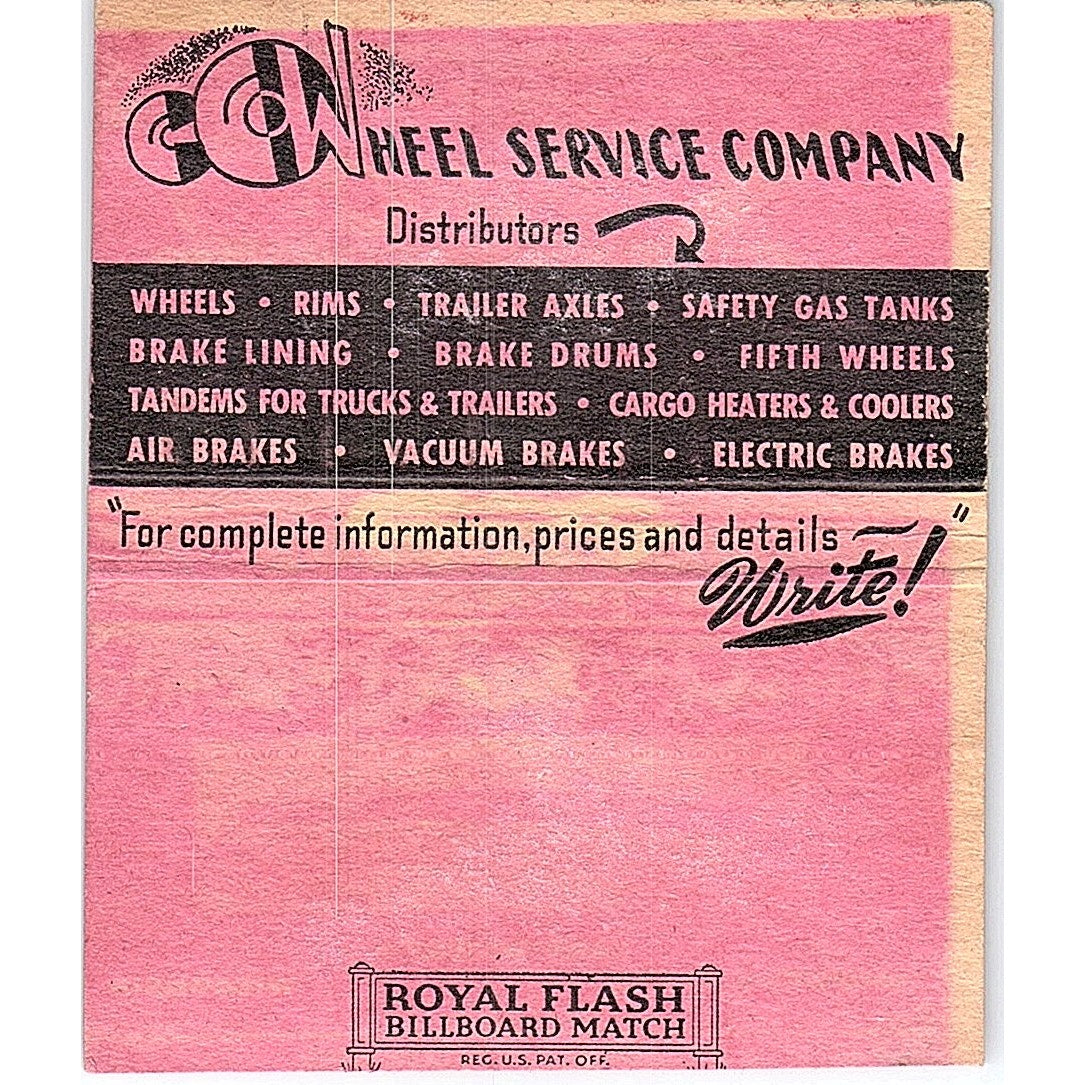 CCWHEEL SERVICE COMPANY
Distributors
WHEELS • RIMS • TRAILER AXLES • SAFETY GAS TANKS
BRAKE LINING • BRAKE DRUMS • FIFTH WHEELS
TANDEMS FOR TRUCKS & TRAILERS • CARGO HEATERS & COOLERS
AIR BRAKES • VACUUM BRAKES • ELECTRIC BRAKES
"For complete information, prices and details —
Write!"
ROYAL FLASH
BILLBOARD MATCH
REG. U.S. PAT. OFF.